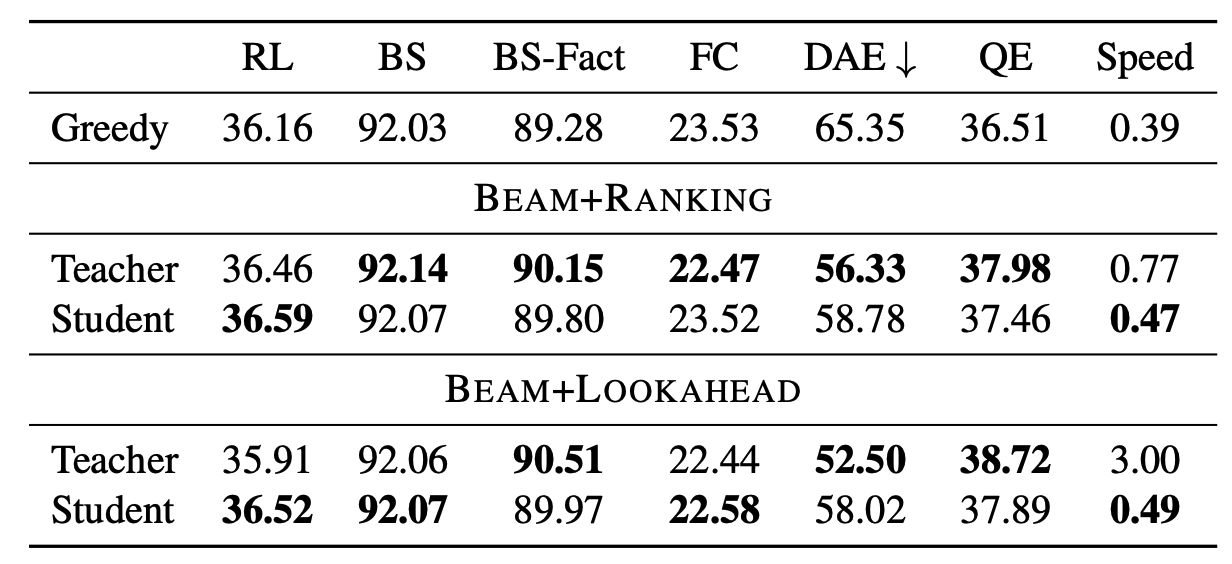 RL BS BS-Fact FC DAE ↓ QE Speed
Greedy 36.16 92.03 89.28 23.53 65.35 36.51 0.39
BEAM+RANKING
Teacher 36.46 92.14 90.15 22.47 56.33 37.98 0.77
Student 36.59 92.07 89.80 23.52 58.78 37.46 0.47
BEAM+LOOKAHEAD
Teacher 35.91 92.06 90.51 22.44 52.50 38.72 3.00
Student 36.52 92.07 89.97 22.58 58.02 37.89 0.49